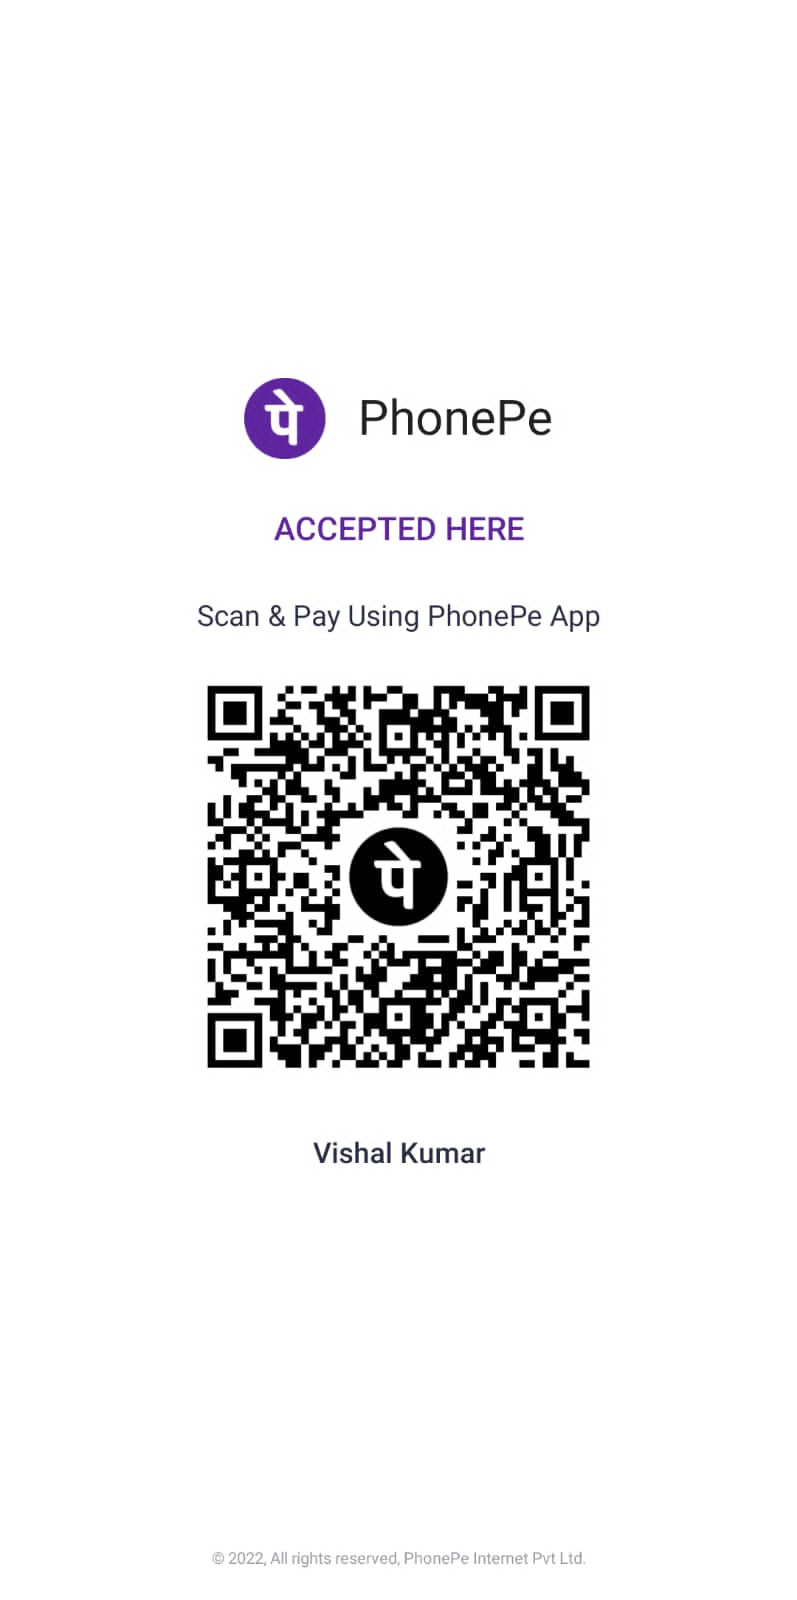 पे PhonePe
ACCEPTED HERE
Scan & Pay Using PhonePe App
पे
Vishal Kumar
© 2022, All rights reserved, PhonePe Internet Pvt Ltd.